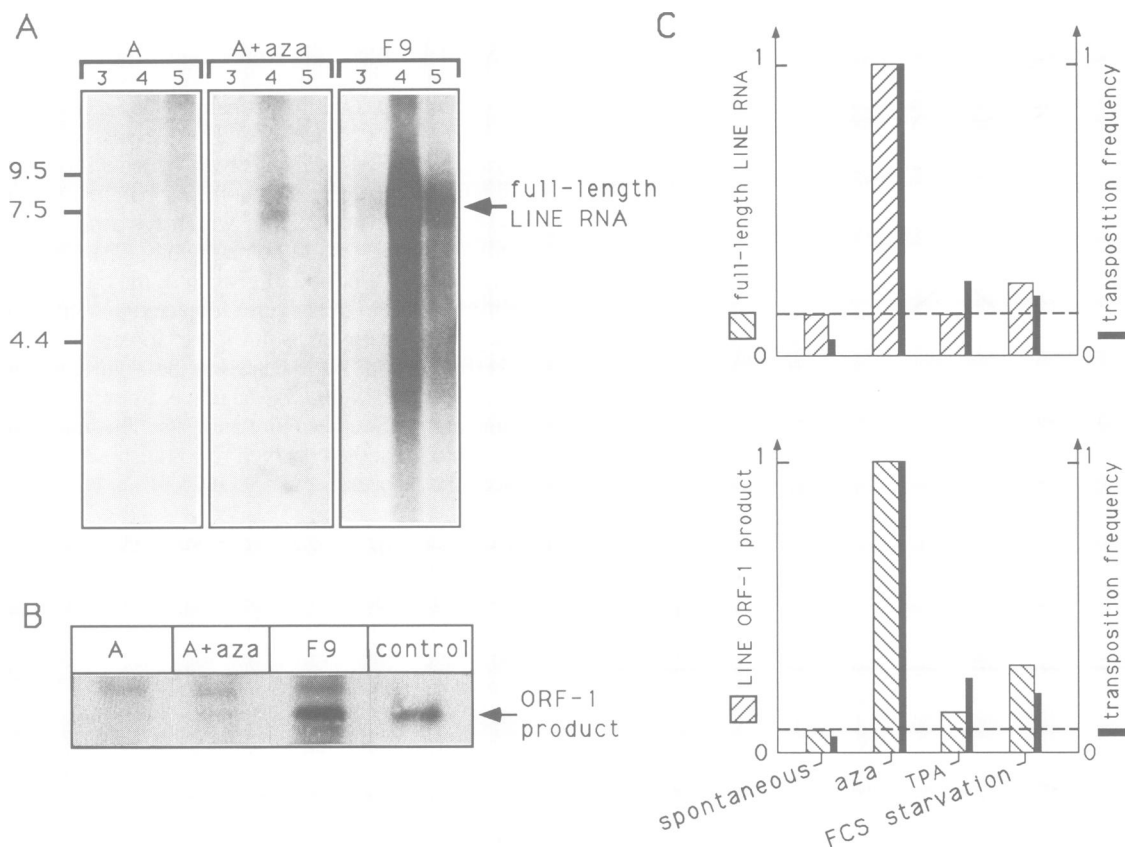 A
A
A+aza
F9
3 4 5
3 4 5
3 4 5
9.5
7.5
4.4
full-length
LINE RNA
B
A
A+aza
F9
control
ORF-1
product
C
1
0
full-length LINE RNA
1
0
transposition frequency
1
0
LINE ORF-1 product
1
0
transposition frequency
spontaneous
aza
TPA
FCS starvation